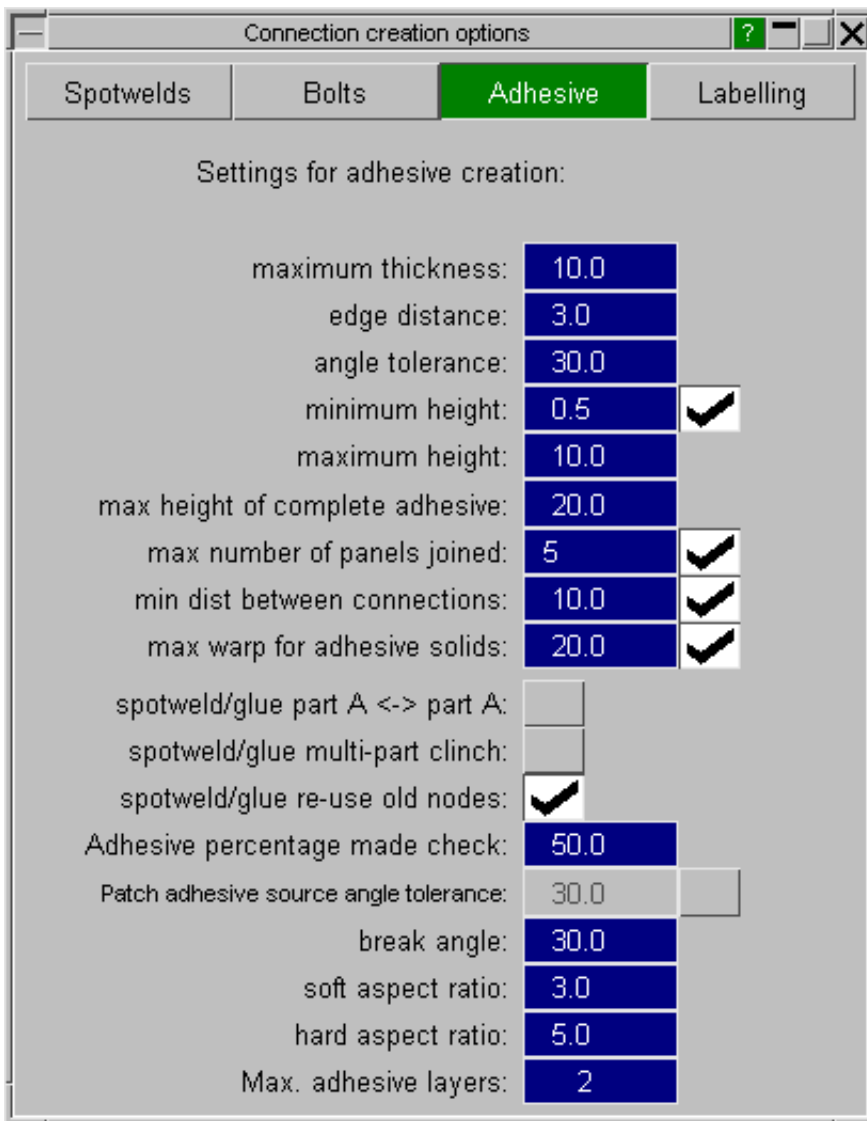 Connection creation options ?
Spotwelds Bolts Adhesive Labelling
Settings for adhesive creation:
maximum thickness: 10.0
edge distance: 3.0
angle tolerance: 30.0
minimum height: 0.5
maximum height: 10.0
max height of complete adhesive: 20.0
max number of panels joined: 5
min dist between connections: 10.0
max warp for adhesive solids: 20.0
spotweld/glue part A <-> part A:
spotweld/glue multi-part clinch:
spotweld/glue re-use old nodes:
Adhesive percentage made check: 50.0
Patch adhesive source angle tolerance: 30.0
break angle: 30.0
soft aspect ratio: 3.0
hard aspect ratio: 5.0
Max. adhesive layers: 2